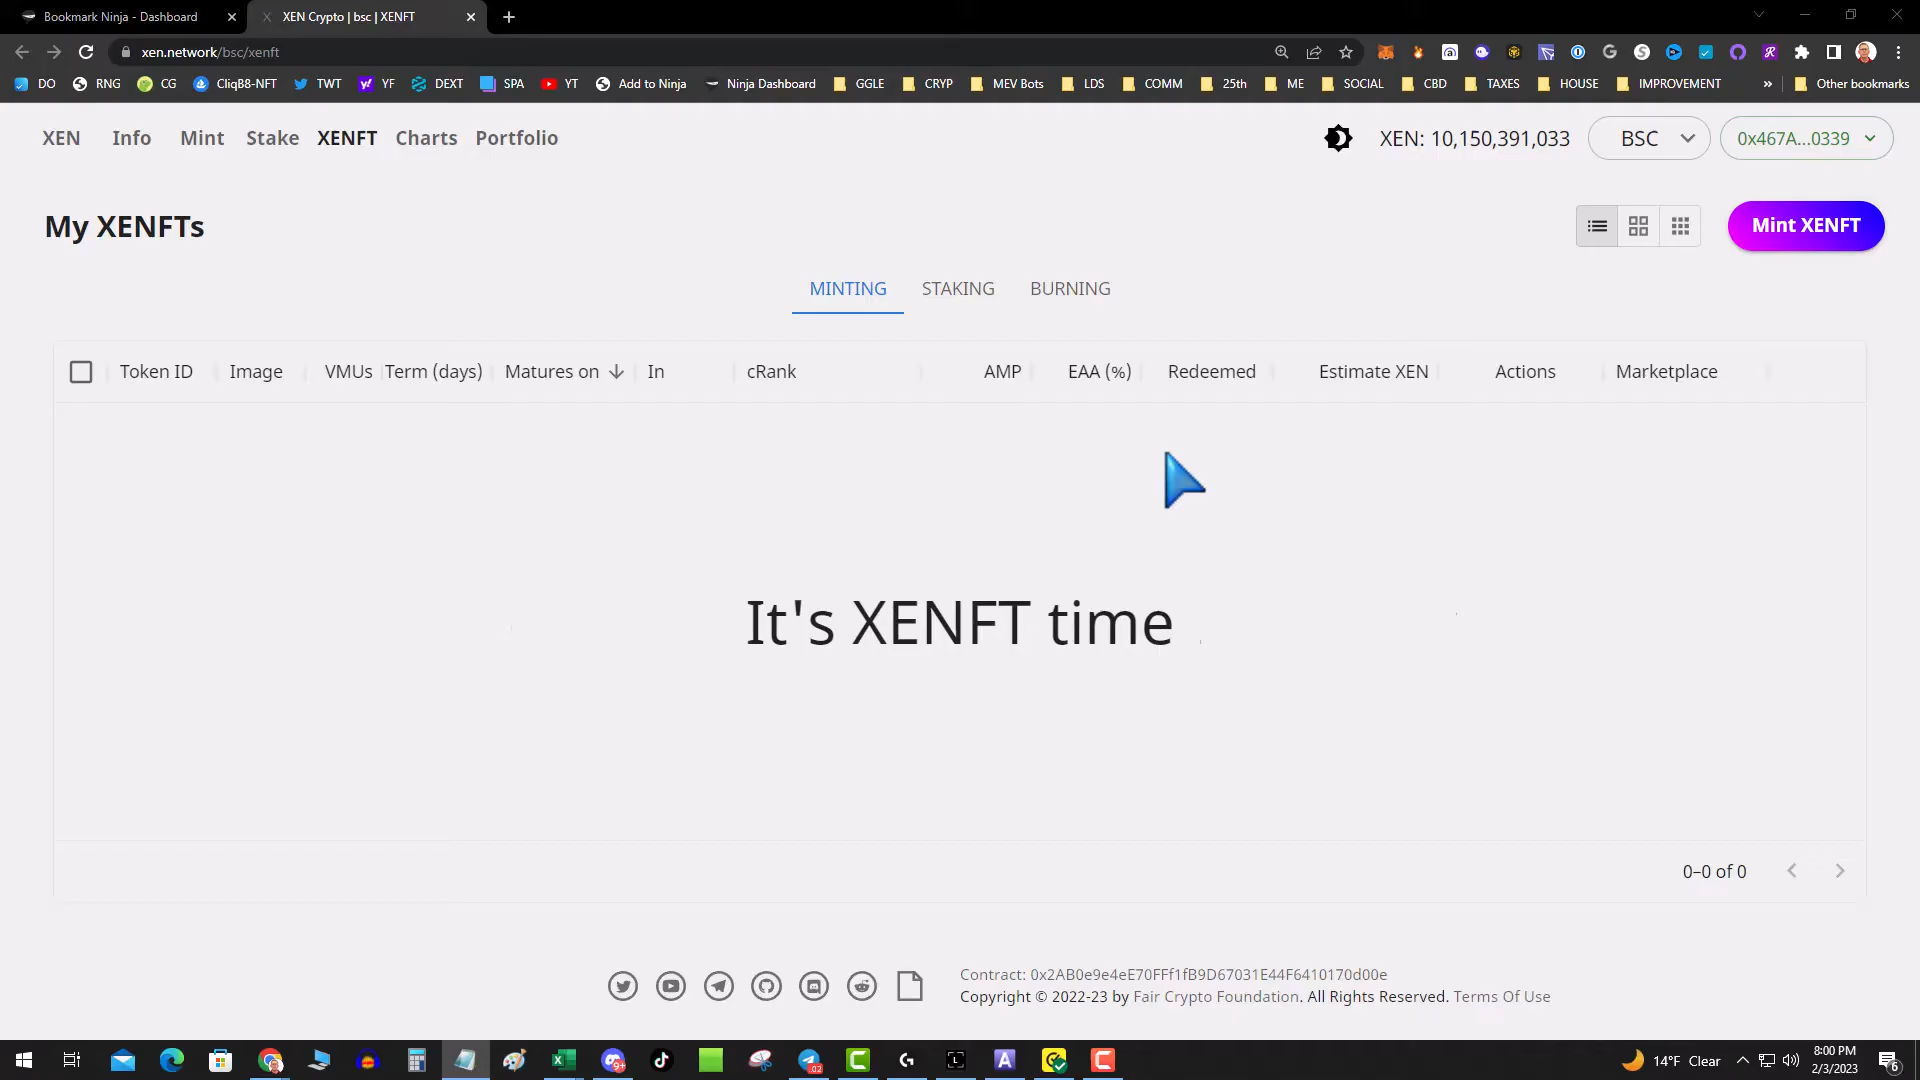 Bookmark Ninja - Dashboard
XEN Crypto | bsc | XENFT
xen.network/bsc/xenft
DO RNG CG CliqB8-NFT TWT YF DEXT SPA YT Add to Ninja Ninja Dashboard GGLE CRYP MEV Bots LDS COMM 25th ME SOCIAL CBD TAXES HOUSE IMPROVEMENT » Other bookmarks
XEN Info Mint Stake XENFT Charts Portfolio XEN: 10,150,391,033 BSC 0x467A...0339
My XENFTs
Mint XENFT
MINTING STAKING BURNING
Token ID Image VMUs Term (days) Matures on In cRank AMP EAA (%) Redeemed Estimate XEN Actions Marketplace
It's XENFT time
0–0 of 0
Contract: 0x2AB0e9e4eE70FFf1fB9D67031E44F6410170d00e
Copyright © 2022-23 by Fair Crypto Foundation. All Rights Reserved. Terms Of Use
14°F Clear
8:00 PM
2/3/2023